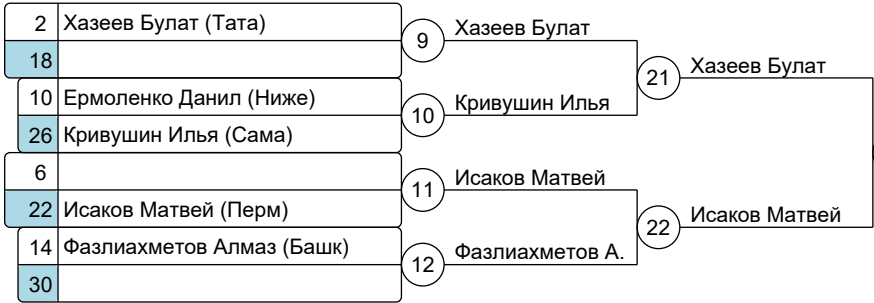 2 Хазеев Булат (Тата)
18
9 Хазеев Булат
10 Ермоленко Данил (Ниже)
26 Кривушин Илья (Сама)
10 Кривушин Илья
21 Хазеев Булат
6
22 Исаков Матвей (Перм)
11 Исаков Матвей
14 Фазлиахметов Алмаз (Башк)
30
12 Фазлиахметов А.
22 Исаков Матвей